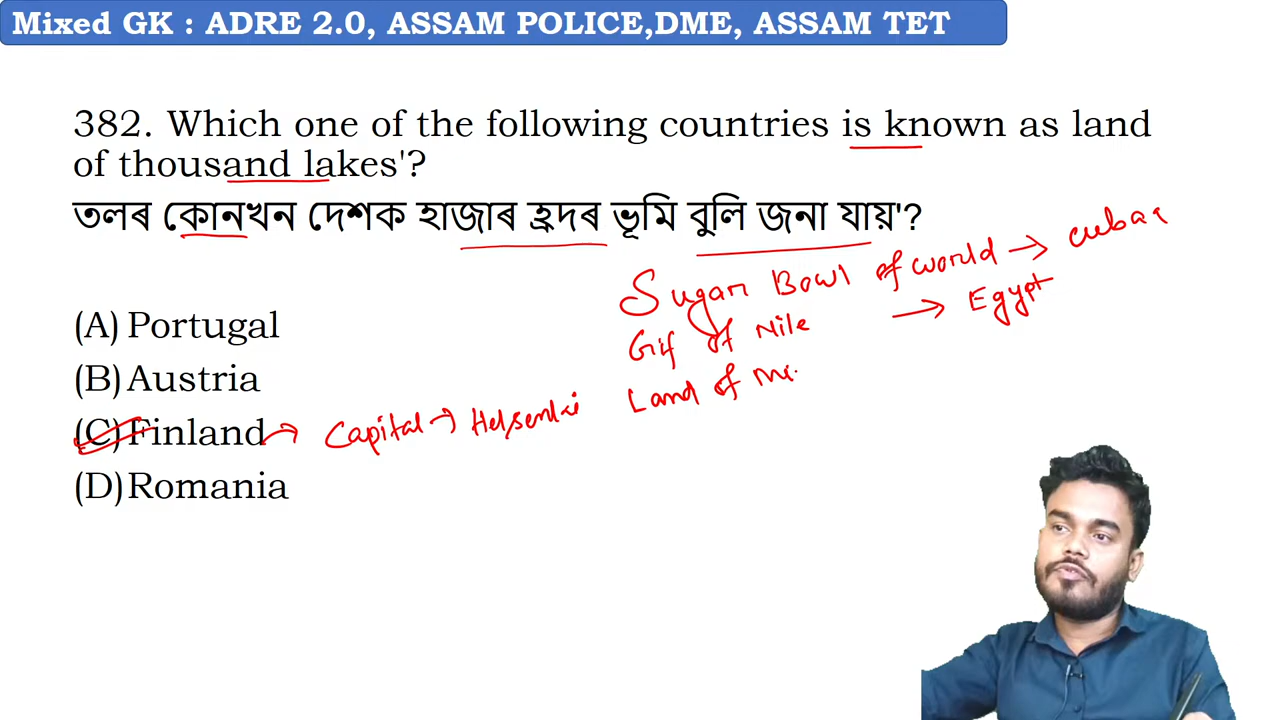 Mixed GK : ADRE 2.0, ASSAM POLICE,DME, ASSAM TET
382. Which one of the following countries is known as land
of thousand lakes'?
তলৰ কোনখন দেশক হাজাৰ হ্ৰদৰ ভূমি বুলি জনা যায়'?
Sugar Bowl of world → cuba
Gif of Nile → Egypt
Land of
(A) Portugal
(B) Austria
(C) Finland → Capital → Helsenki
(D) Romania